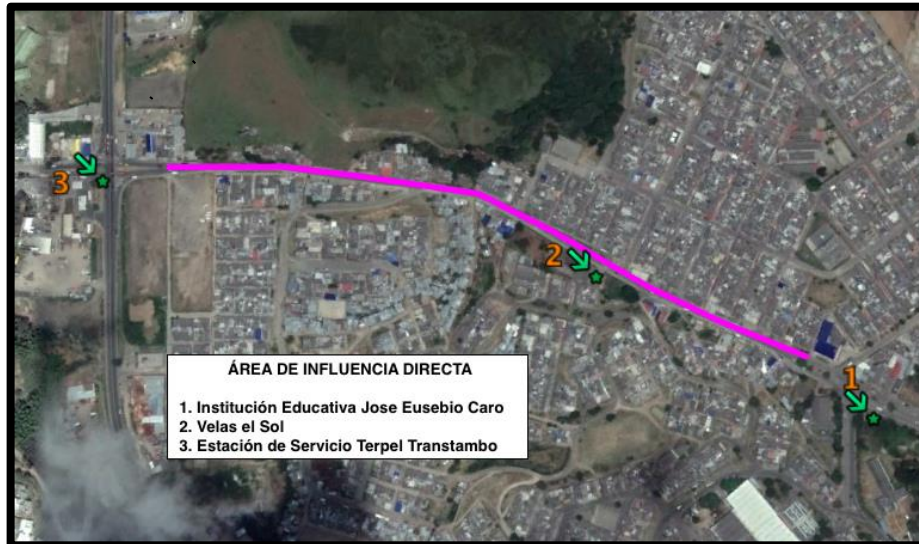 3
2
1
ÁREA DE INFLUENCIA DIRECTA
1. Institución Educativa Jose Eusebio Caro
2. Velas el Sol
3. Estación de Servicio Terpel Transtambo